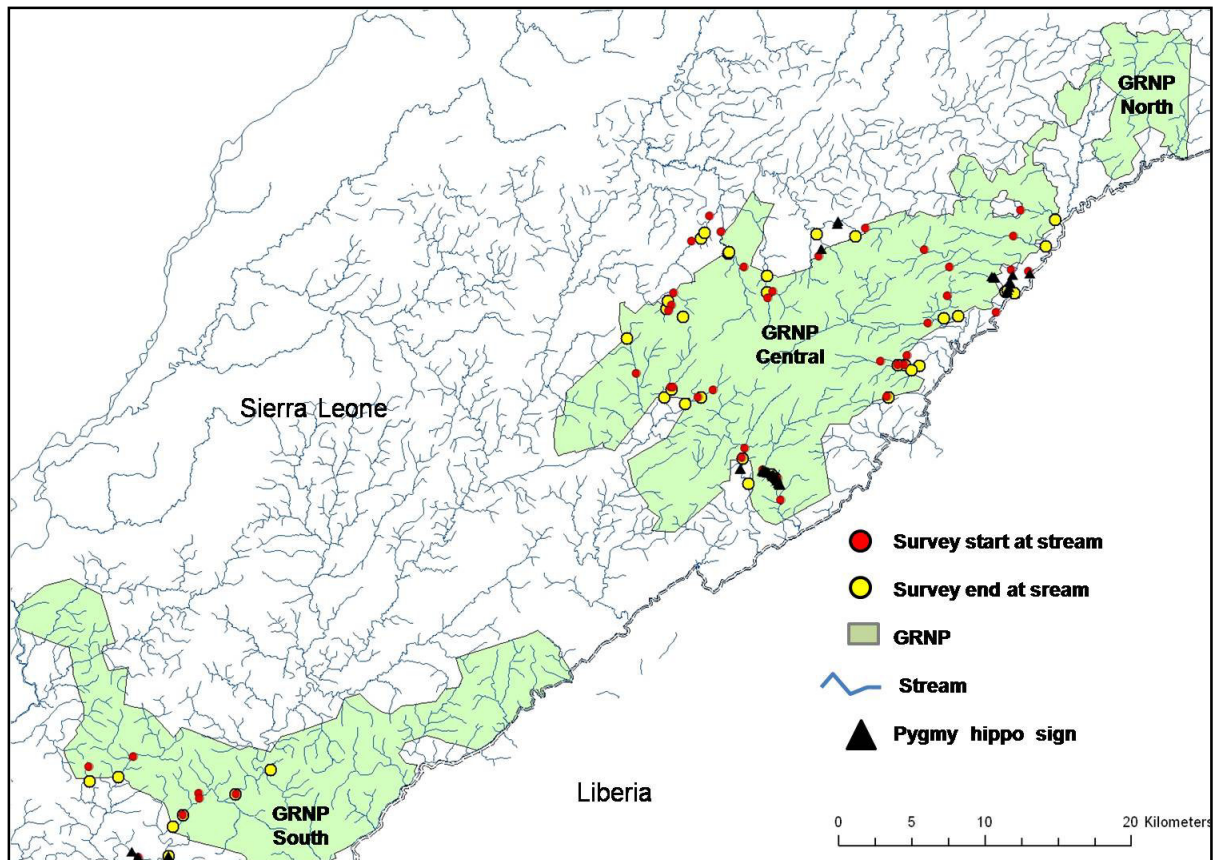 GRNP
North
GRNP
Central
Sierra Leone
Survey start at stream
Survey end at sream
GRNP
Stream
Pygmy hippo sign
Liberia
GRNP
South
0 5 10 20 Kilometers